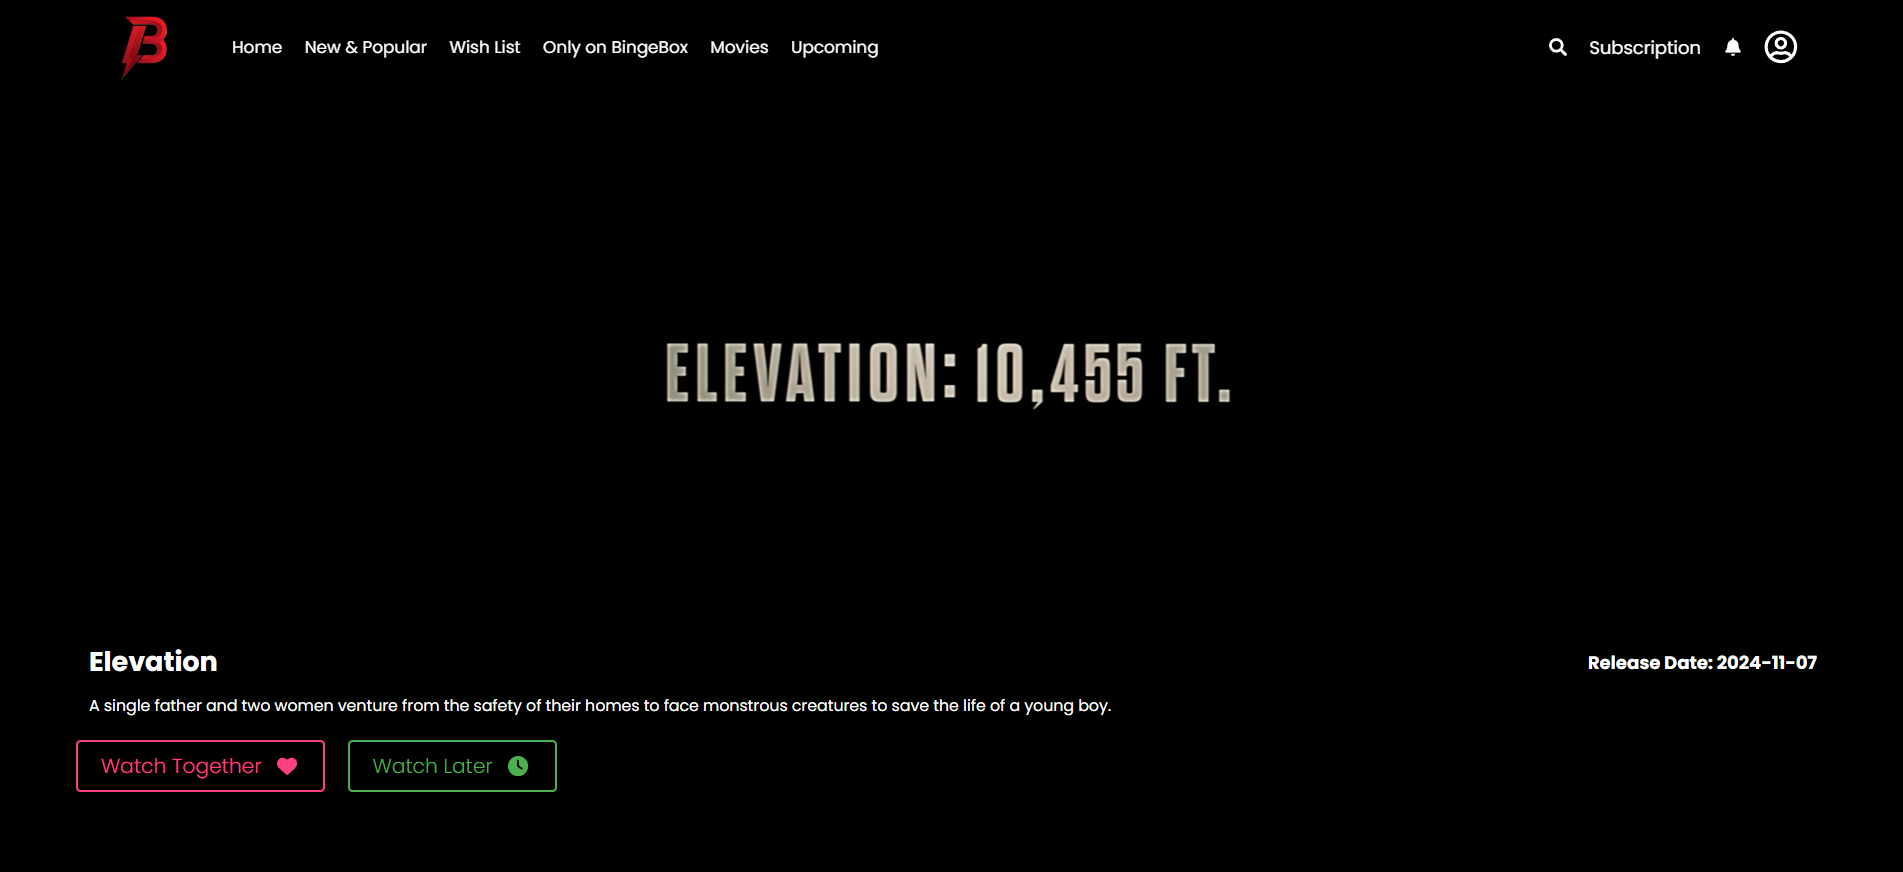 B
Home New & Popular Wish List Only on BingeBox Movies Upcoming Subscription
ELEVATION: 10,455 FT.
Elevation Release Date: 2024-11-07
A single father and two women venture from the safety of their homes to face monstrous creatures to save the life of a young boy.
Watch Together Watch Later